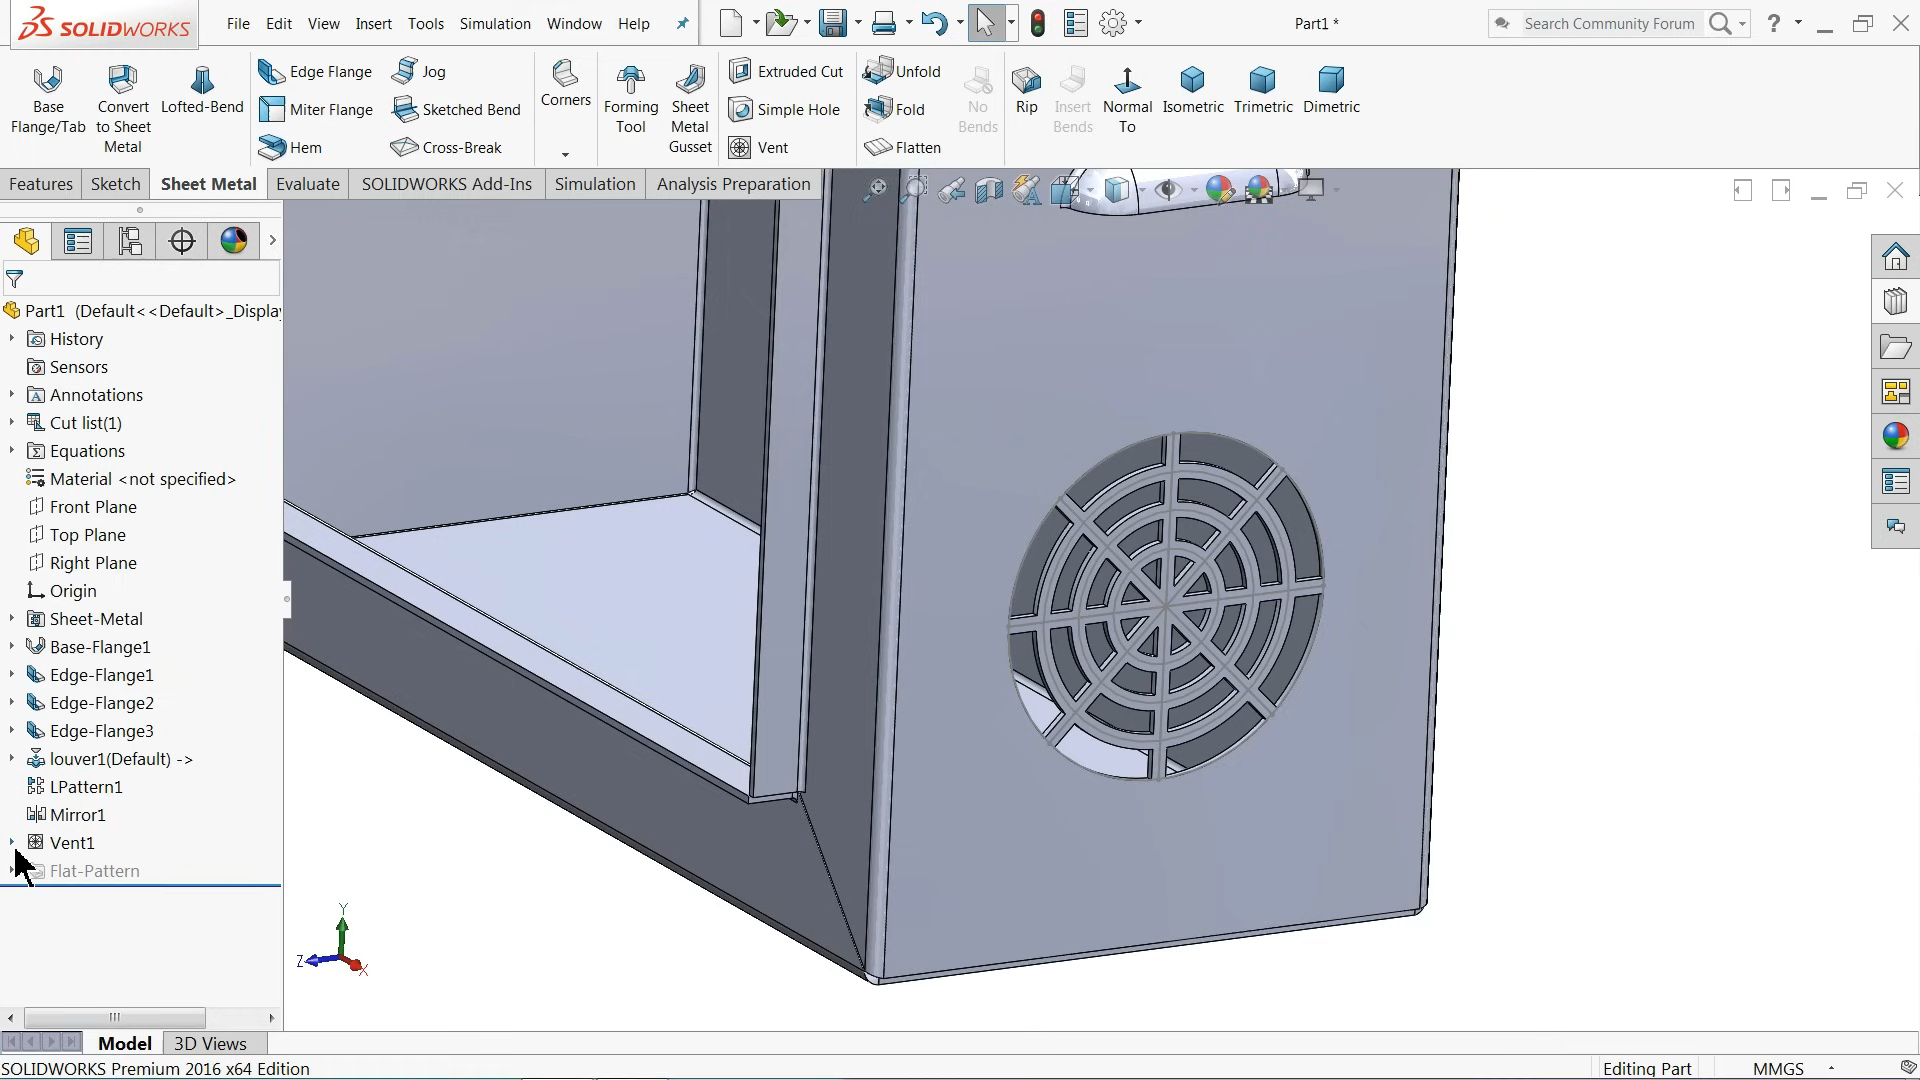 SOLIDWORKS File Edit View Insert Tools Simulation Window Help Part1 * Search Community Forum ?
Base Flange/Tab
Convert to Sheet Metal
Lofted-Bend
Edge Flange
Miter Flange
Hem
Jog
Sketched Bend
Cross-Break
Corners
Forming Tool
Sheet Metal Gusset
Extruded Cut
Simple Hole
Vent
Unfold
Fold
Flatten
No Bends
Rip
Insert Bends
Normal To
Isometric
Trimetric
Dimetric
Features Sketch Sheet Metal Evaluate SOLIDWORKS Add-Ins Simulation Analysis Preparation
Part1 (Default<<Default>_Displa
History
Sensors
Annotations
Cut list(1)
Equations
Material <not specified>
Front Plane
Top Plane
Right Plane
Origin
Sheet-Metal
Base-Flange1
Edge-Flange1
Edge-Flange2
Edge-Flange3
louver1(Default) ->
LPattern1
Mirror1
Vent1
Flat-Pattern
Y
Z
X
Model 3D Views
SOLIDWORKS Premium 2016 x64 Edition Editing Part MMGS